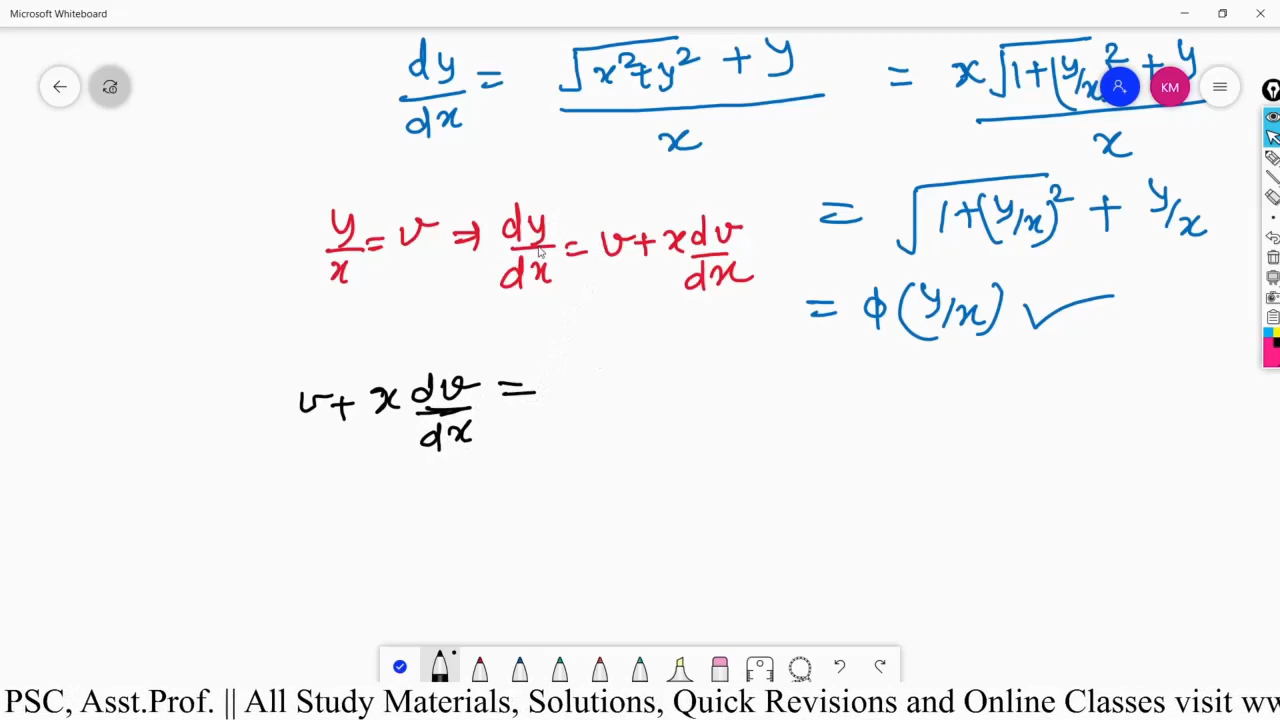 Microsoft Whiteboard
dy/dx = (√(x²+y²) + y)/x = (x√(1+(y/x)²) + y)/x
= √(1+(y/x)²) + y/x
y/x = v ⇒ dy/dx = v + x dv/dx
= φ(y/x) ✓
v + x dv/dx =
KM
PSC, Asst.Prof. || All Study Materials, Solutions, Quick Revisions and Online Classes visit ww